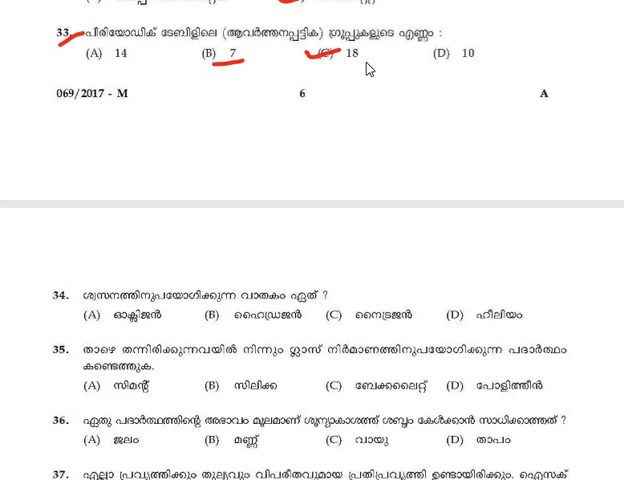 33. പിരിയോഡിക് ടേബിളിലെ (ആവർത്തനപ്പട്ടിക) ഗ്രൂപ്പുകളുടെ എണ്ണം :
(A) 14 (B) 7 (C) 18 (D) 10
069/2017 - M 6 A
34. ശ്വസനത്തിനുപയോഗിക്കുന്ന വാതകം ഏത് ?
(A) ഓക്സിജൻ (B) ഹൈഡ്രജൻ (C) നൈട്രജൻ (D) ഹീലിയം
35. താഴെ തന്നിരിക്കുന്നവയിൽ നിന്നും ഗ്ലാസ് നിർമാണത്തിനുപയോഗിക്കുന്ന പദാർത്ഥം
കണ്ടെത്തുക.
(A) സിമന്റ് (B) സിലിക്ക (C) ബേക്കലൈറ്റ് (D) പോളിത്തീൻ
36. ഏതു പദാർത്ഥത്തിന്റെ അഭാവം മൂലമാണ് ശൂന്യാകാശത്ത് ശബ്ദം കേൾക്കാൻ സാധിക്കാത്തത് ?
(A) ജലം (B) മണ്ണ് (C) വായു (D) താപം
37. എല്ലാ പ്രവൃത്തിക്കും തുല്യവും വിപരീതവുമായ പ്രതിപ്രവൃത്തി ഉണ്ടായിരിക്കും. ഐസക്